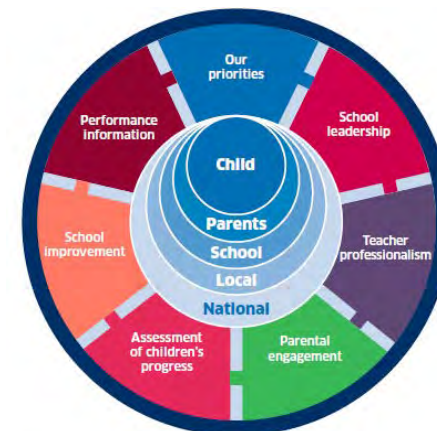 Our
priorities
School
leadership
Teacher
professionalism
Parental
engagement
Assessment
of children's
progress
School
improvement
Performance
information
Child
Parents
School
Local
National